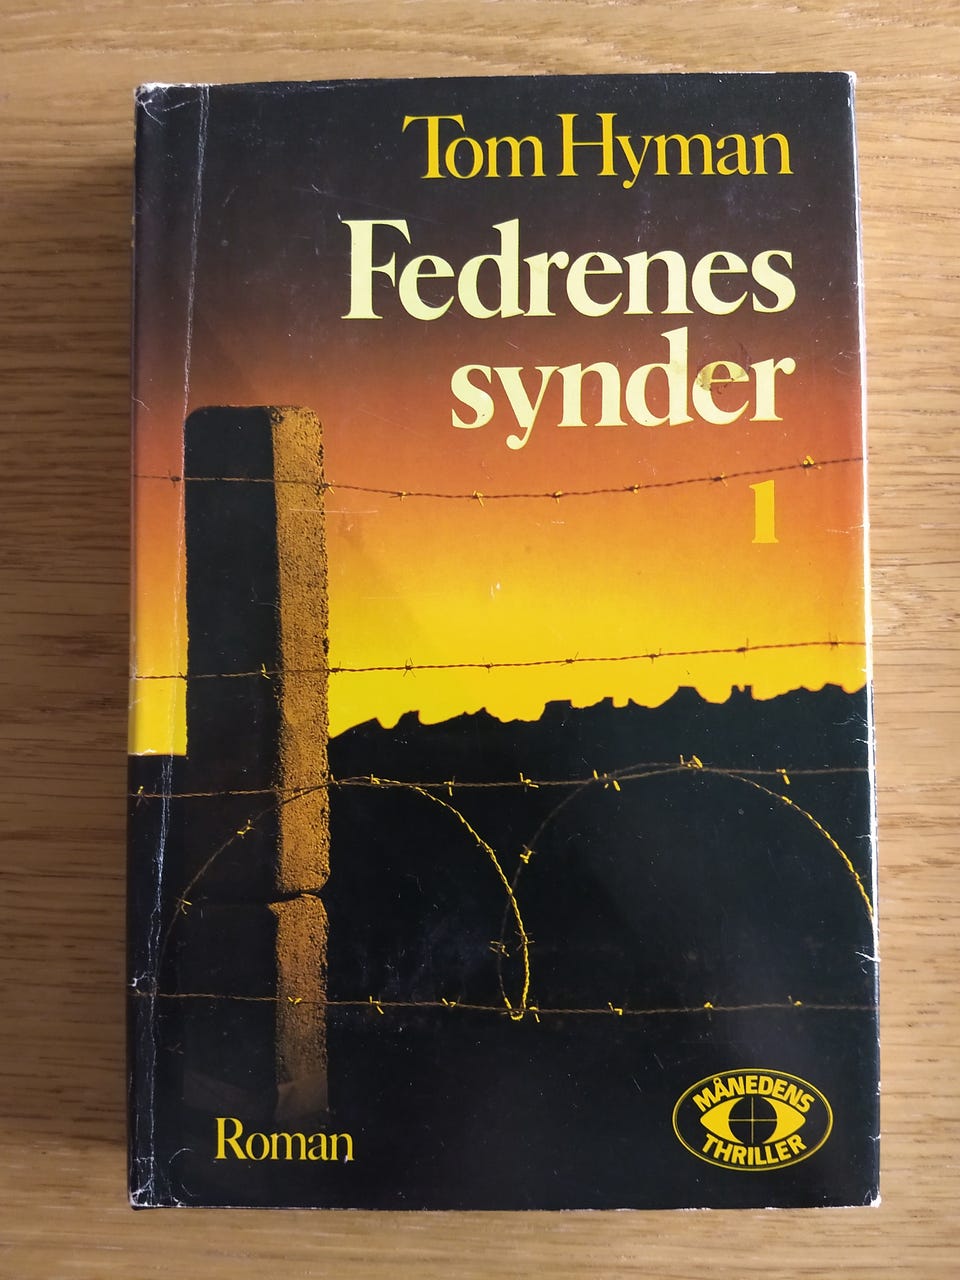 Tom Hyman
Fedrenes
synder
1
Roman
MÅNEDENS
THRILLER